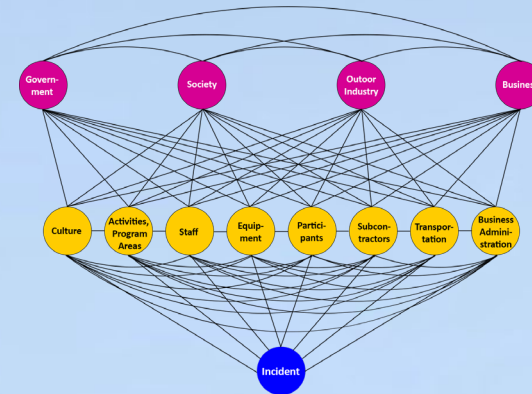 Govern-
ment
Society
Outoor
Industry
Business
Culture
Activities,
Program
Areas
Staff
Equip-
ment
Partici-
pants
Subcon-
tractors
Transpor-
tation
Business
Admini-
stration
Incident